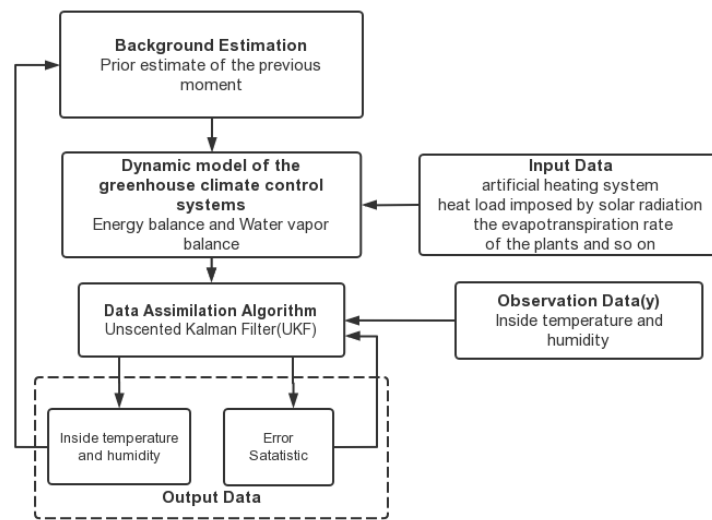 Background Estimation
Prior estimate of the previous
moment
Dynamic model of the
greenhouse climate control
systems
Energy balance and Water vapor
balance
Input Data
artificial heating system
heat load imposed by solar radiation
the evapotranspiration rate
of the plants and so on
Data Assimilation Algorithm
Unscented Kalman Filter(UKF)
Observation Data(y)
Inside temperature and
humidity
Inside temperature
and humidity
Error
Satatistic
Output Data